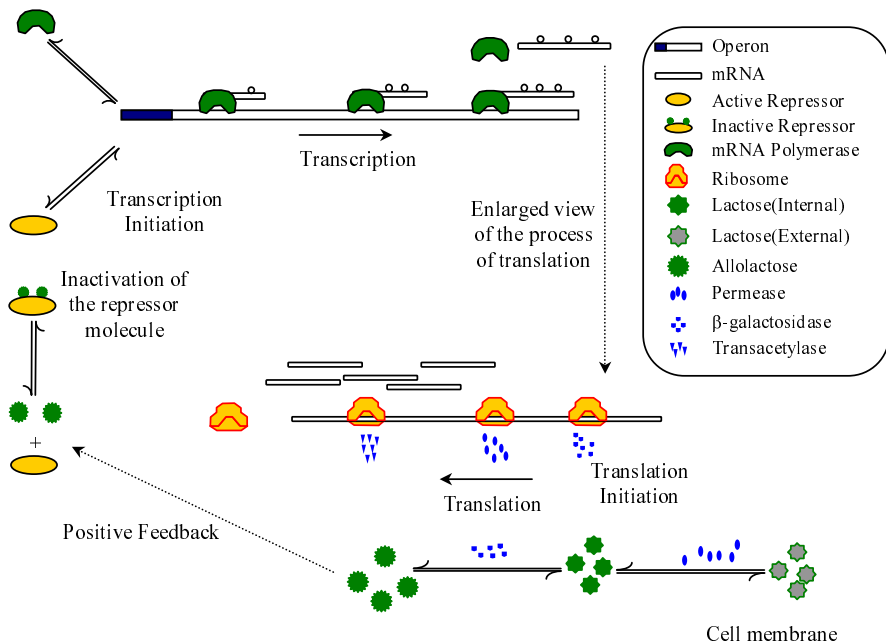 Operon
mRNA
Active Repressor
Inactive Repressor
mRNA Polymerase
Ribosome
Lactose(Internal)
Lactose(External)
Allolactose
Permease
β-galactosidase
Transacetylase
Transcription
Transcription
Initiation
Enlarged view
of the process
of translation
Inactivation of
the repressor
molecule
+
Translation
Initiation
Translation
Positive Feedback
Cell membrane